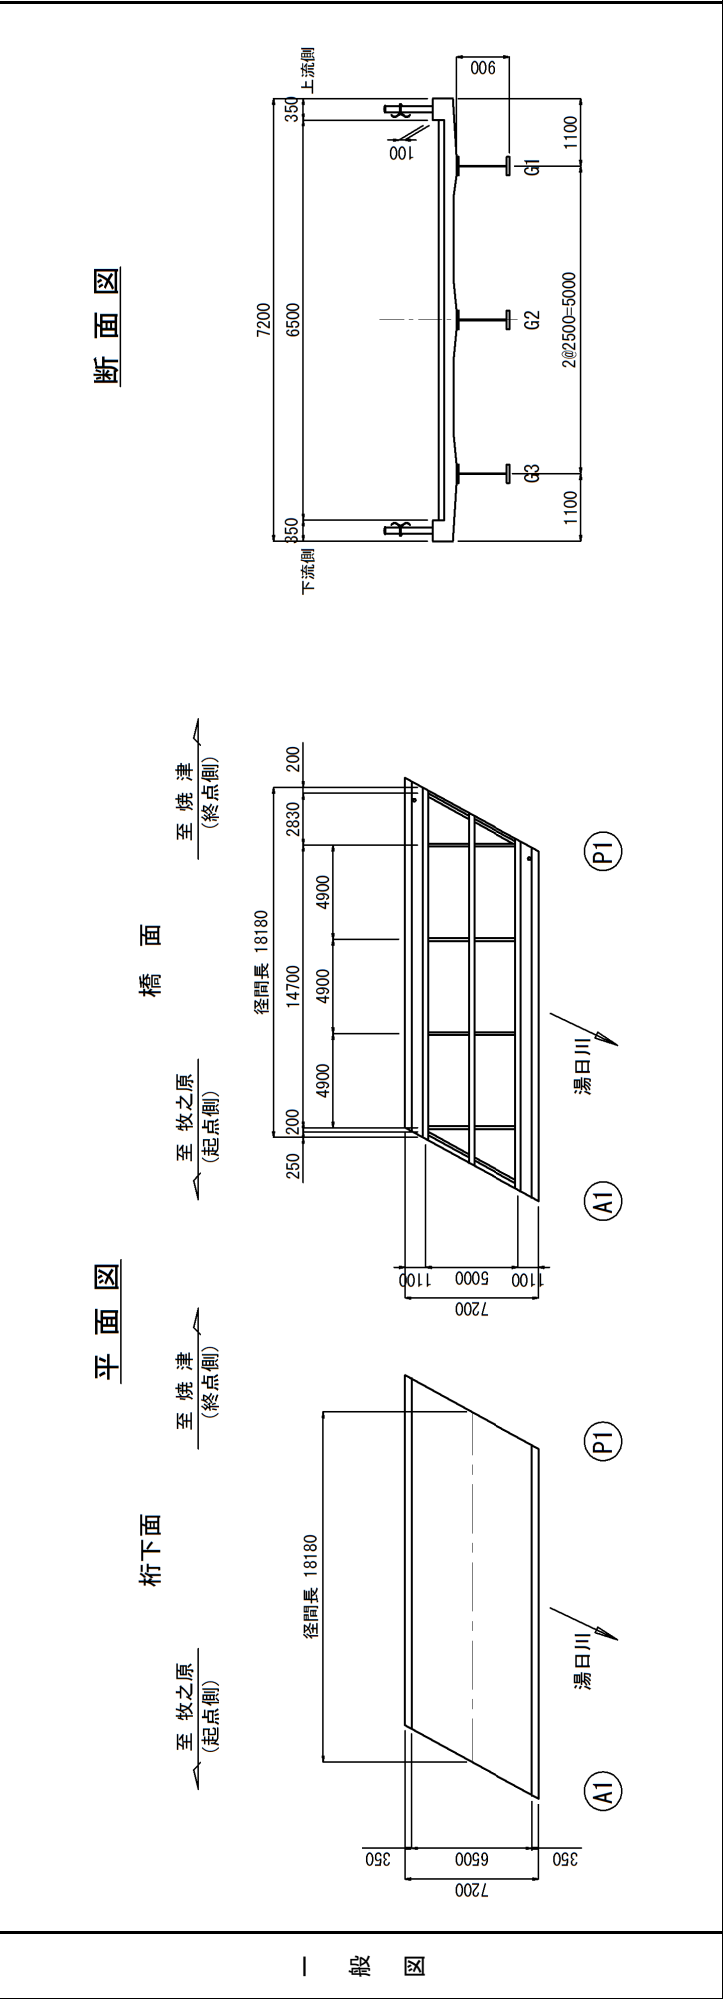 一般図
平面図
桁下面
至 牧之原
(起点側)
至 焼津
(終点側)
径間長 18180
350
6500
350
7200
湯日川
A1
P1
橋面
至 牧之原
(起点側)
至 焼津
(終点側)
径間長 18180
250
200
14700
2830
200
4900
4900
4900
1100
5000
1100
7200
湯日川
A1
P1
断面図
7200
下流側
350
6500
350
上流側
100
900
G3
G2
G1
1100
2@2500=5000
1100